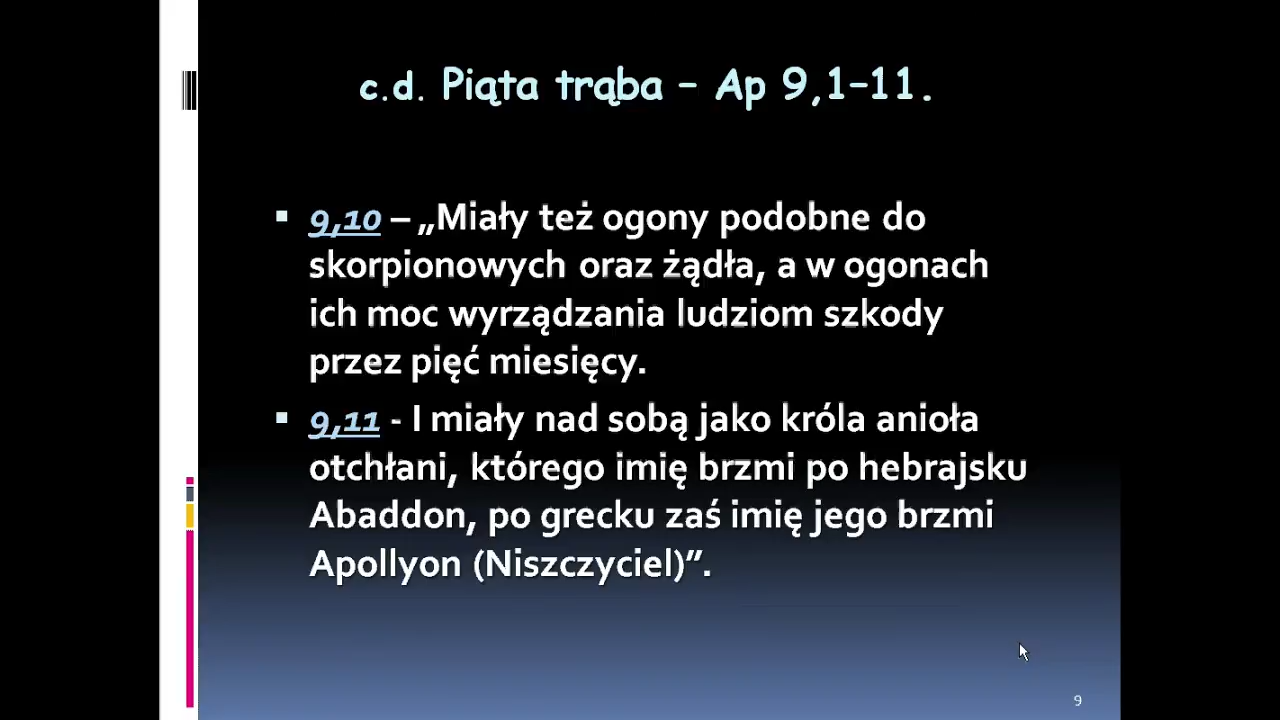 c.d. Piąta trąba – Ap 9,1–11.
▪ 9,10 – „Miały też ogony podobne do
skorpionowych oraz żądła, a w ogonach
ich moc wyrządzania ludziom szkody
przez pięć miesięcy.
▪ 9,11 - I miały nad sobą jako króla anioła
otchłani, którego imię brzmi po hebrajsku
Abaddon, po grecku zaś imię jego brzmi
Apollyon (Niszczyciel)”.
9